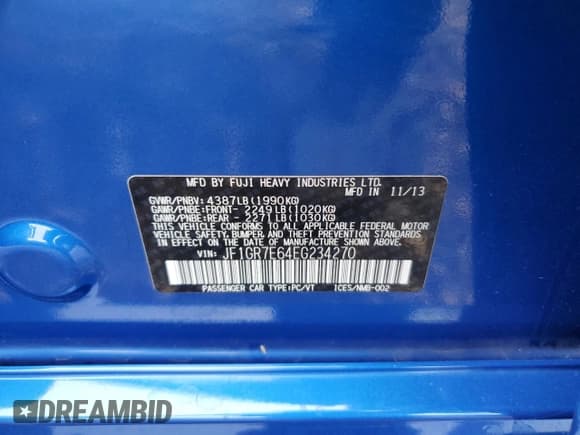 MFD BY FUJI HEAVY INDUSTRIES LTD.
MFD IN 11/13
GVWR/PNBV: 4387LB(1990KG)
GAWR/PNBE:FRONT- 2249LB(1020KG)
GAWR/PNBE:REAR - 2271LB(1030KG)
THIS VEHICLE CONFORMS TO ALL APPLICABLE FEDERAL MOTOR
VEHICLE SAFETY, BUMPER, AND THEFT PREVENTION STANDARDS
IN EFFECT ON THE DATE OF MANUFACTURE SHOWN ABOVE.
VIN: JF1GR7E64EG234270
PASSENGER CAR TYPE:PC/VT ICES/NMB-002
DREAMBID